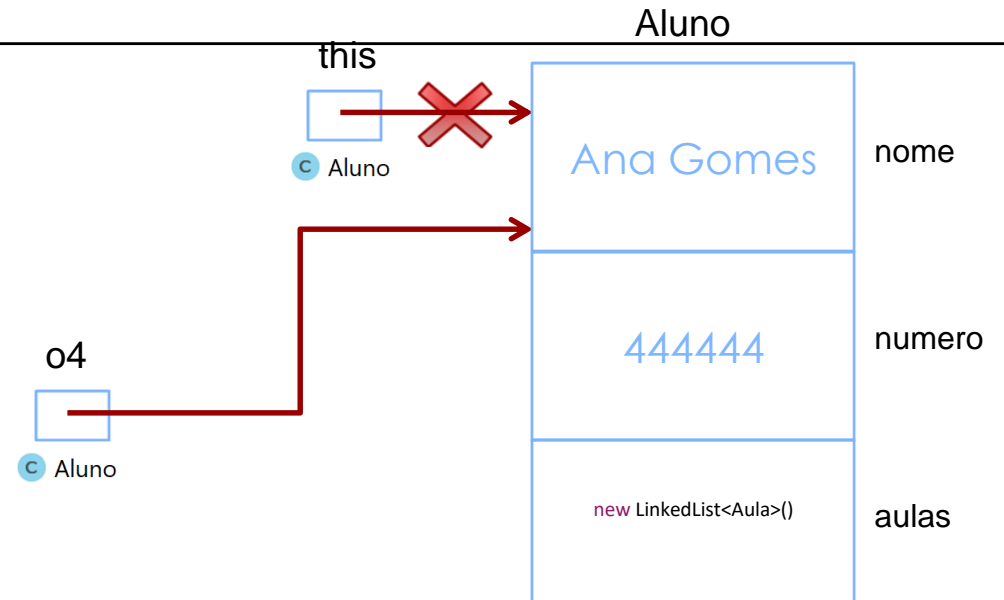 Aluno
this
C Aluno
Ana Gomes
nome
444444
numero
o4
C Aluno
new LinkedList<Aula>()
aulas